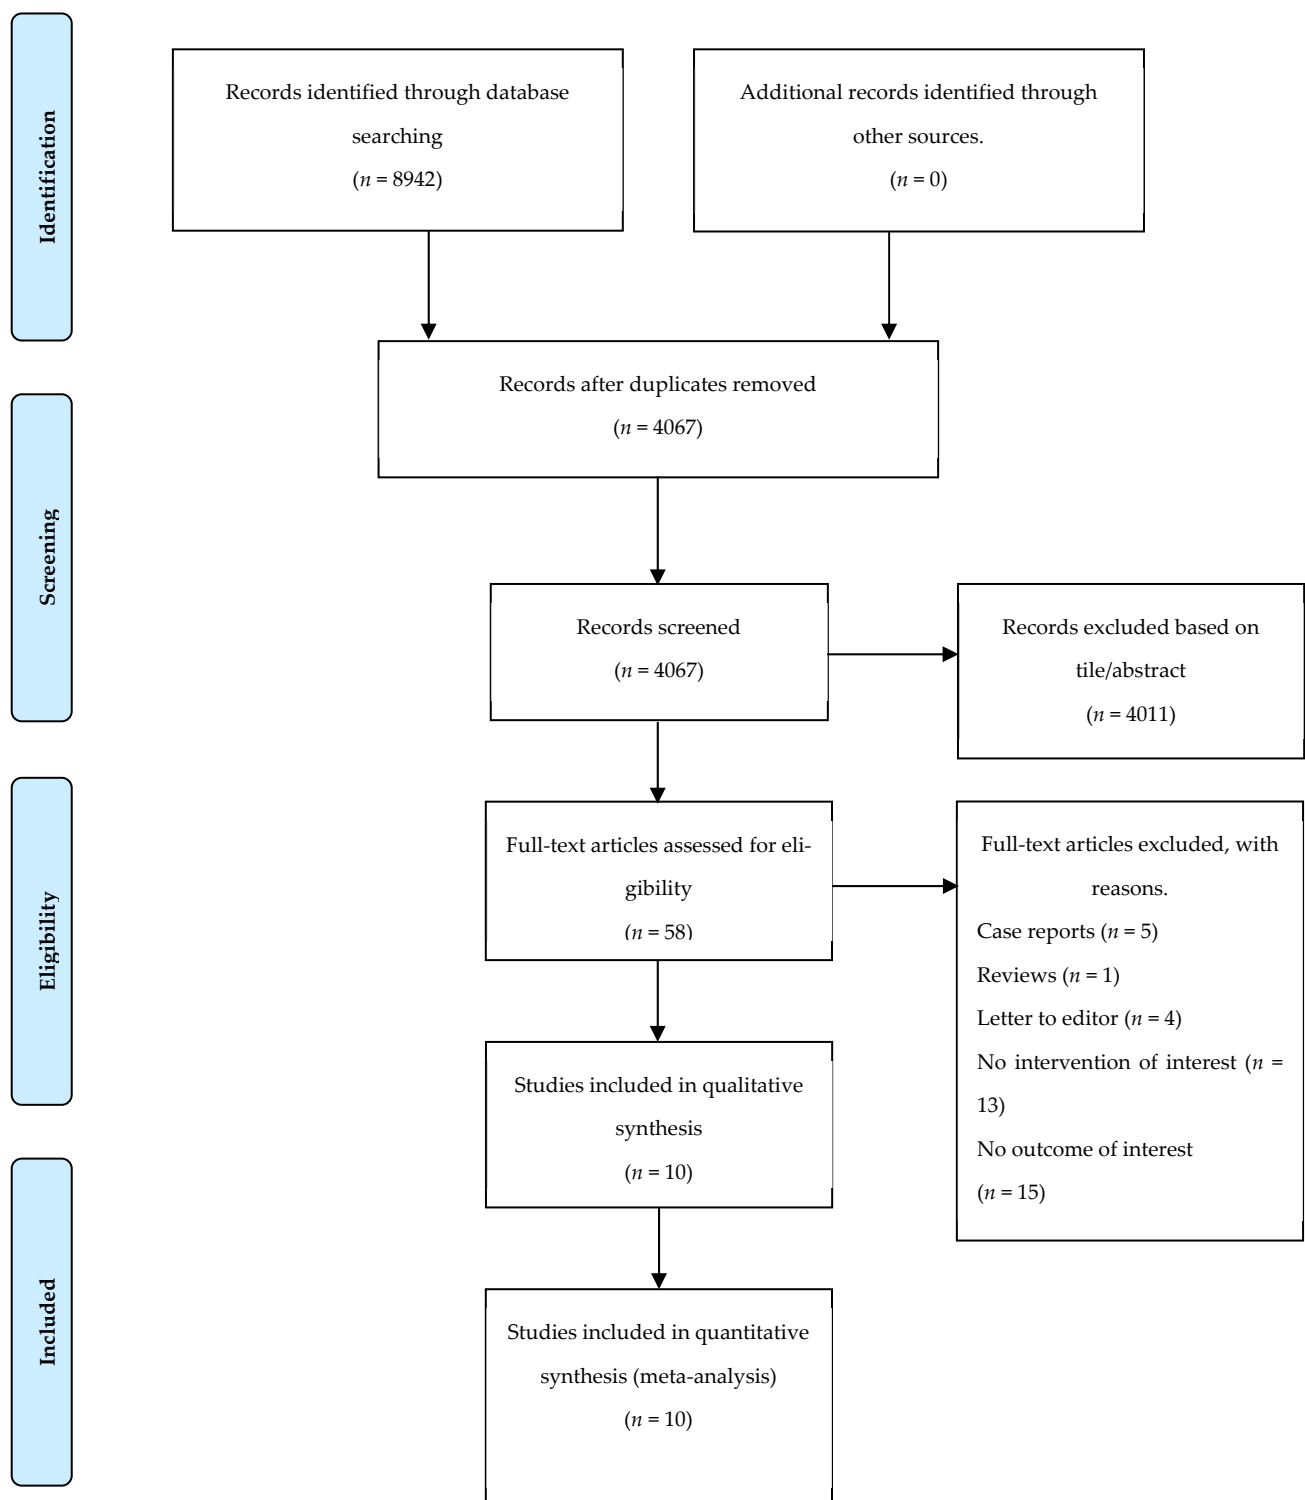 Identification
Records identified through database
searching
(n = 8942)
Additional records identified through
other sources.
(n = 0)
Records after duplicates removed
(n = 4067)
Screening
Records screened
(n = 4067)
Records excluded based on
tile/abstract
(n = 4011)
Eligibility
Full-text articles assessed for eli-
gibility
(n = 58)
Full-text articles excluded, with
reasons.
Case reports (n = 5)
Reviews (n = 1)
Letter to editor (n = 4)
No intervention of interest (n =
13)
No outcome of interest
(n = 15)
Studies included in qualitative
synthesis
(n = 10)
Included
Studies included in quantitative
synthesis (meta-analysis)
(n = 10)